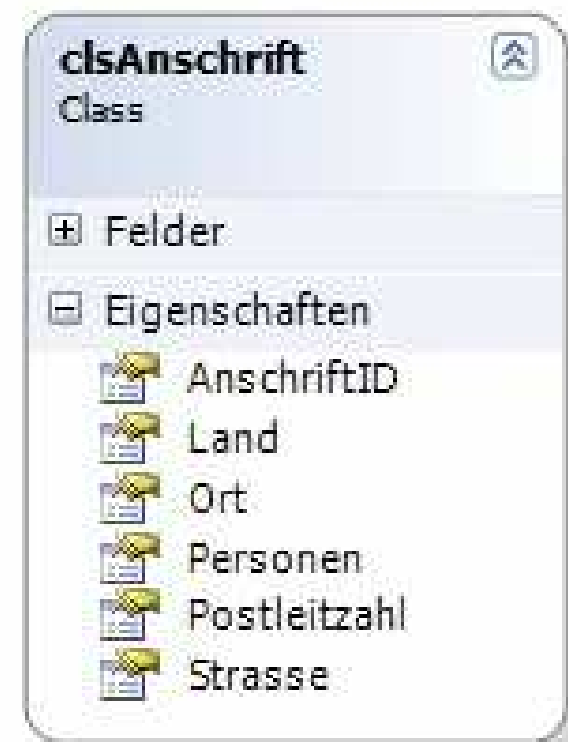 clsAnschrift
Class
Felder
Eigenschaften
AnschriftID
Land
Ort
Personen
Postleitzahl
Strasse